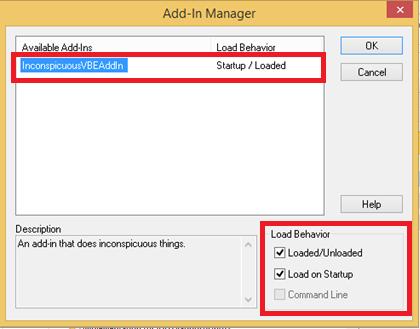 Add-In Manager
Available Add-Ins Load Behavior
InconspicuousVBEAddIn Startup / Loaded
OK
Cancel
Help
Description
An add-in that does inconspicuous things.
Load Behavior
Loaded/Unloaded
Load on Startup
Command Line